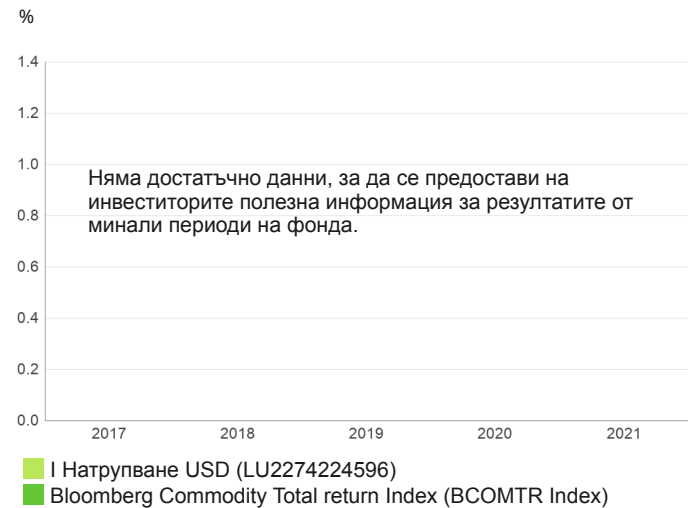 %
1.4
1.2
1.0
Няма достатъчно данни, за да се предостави на
инвеститорите полезна информация за резултатите от
0.8
минали периоди на фонда.
0.6
0.4
0.2
0.0
2017 2018 2019 2020 2021
I Натрупване USD (LU2274224596)
Bloomberg Commodity Total return Index (BCOMTR Index)